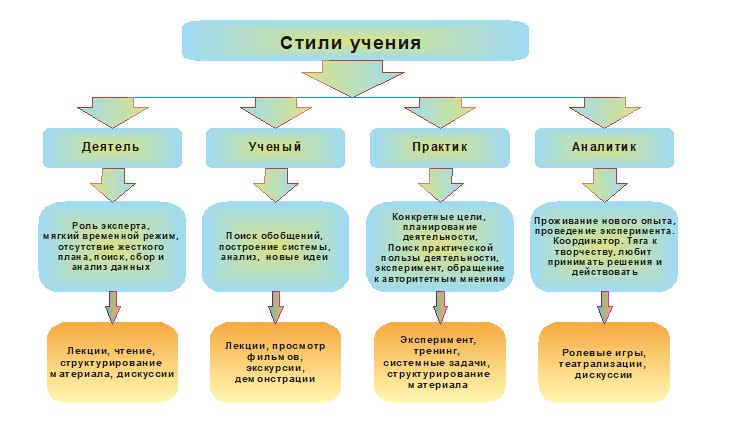 Стили учения
Деятель
Ученый
Практик
Аналитик
Роль эксперта,
мягкий временной режим,
отсутствие жесткого
плана, поиск, сбор и
анализ данных
Поиск обощений,
построение системы,
анализ, новые идеи
Конкретные цели,
планирование
деятельности,
Поиск практической
пользы деятельности,
эксперимент, обращение
к авторитетным мнениям
Проживание нового опыта,
проведение эксперимента.
Координатор. Тяга к
творчеству, любит
принимать решения и
действовать
Лекции, чтение,
структурирование
материала, дискуссии
Лекции, просмотр
фильмов,
экскурсии,
демонстрации
Эксперимент,
тренинг,
системные задачи,
структурирование
материала
Ролевые игры,
театрализации,
дискуссии